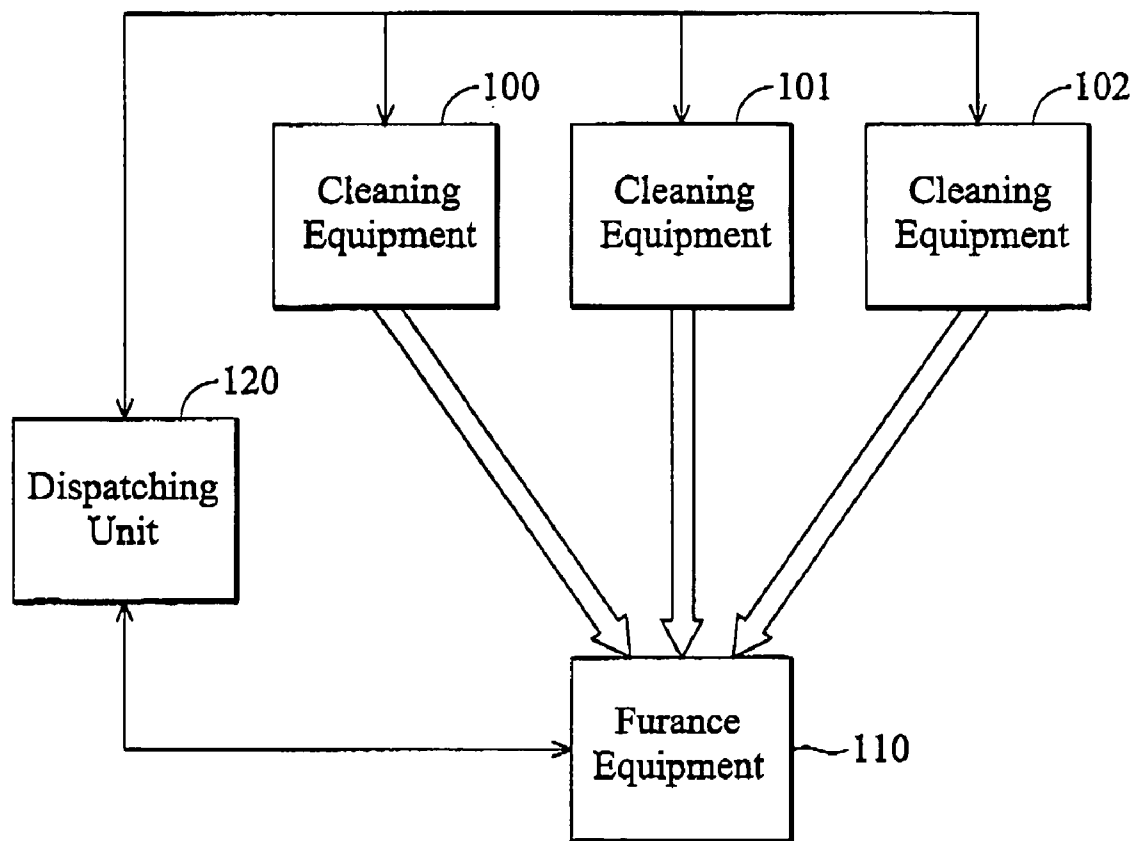 100
101
102
Cleaning
Equipment
Cleaning
Equipment
Cleaning
Equipment
120
Dispatching
Unit
Furance
Equipment
110